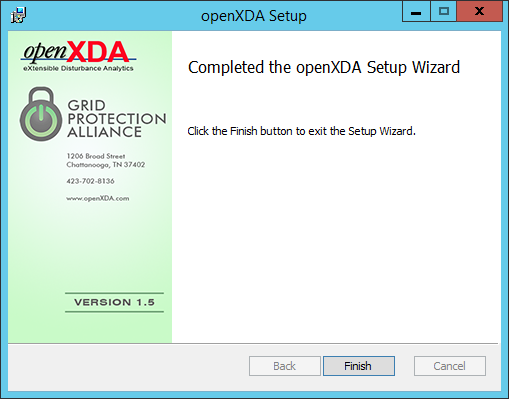 openXDA Setup
openXDA
eXtensible Disturbance Analytics
GRID
PROTECTION
ALLIANCE
1206 Broad Street
Chattanooga, TN 37402
423-702-8136
www.openXDA.com
VERSION 1.5
Completed the openXDA Setup Wizard
Click the Finish button to exit the Setup Wizard.
Back
Finish
Cancel